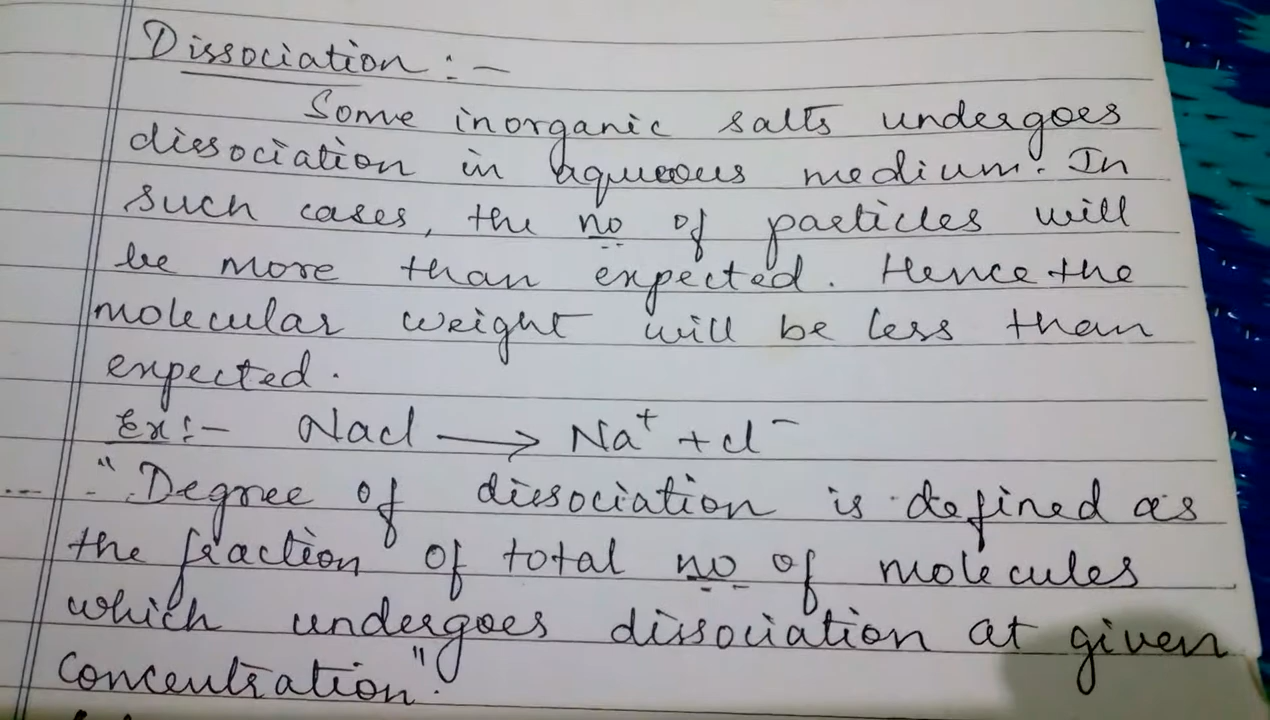 Dissociation :-
Some inorganic salts undergoes
dissociation in aqueous medium. In
such cases, the no of particles will
be more than expected. Hence the
molecular weight will be less than
expected.
Ex:- Nacl → Na⁺ + cl⁻
"Degree of dissociation is defined as
the fraction of total no of molecules
which undergoes dissociation at given
concentration".